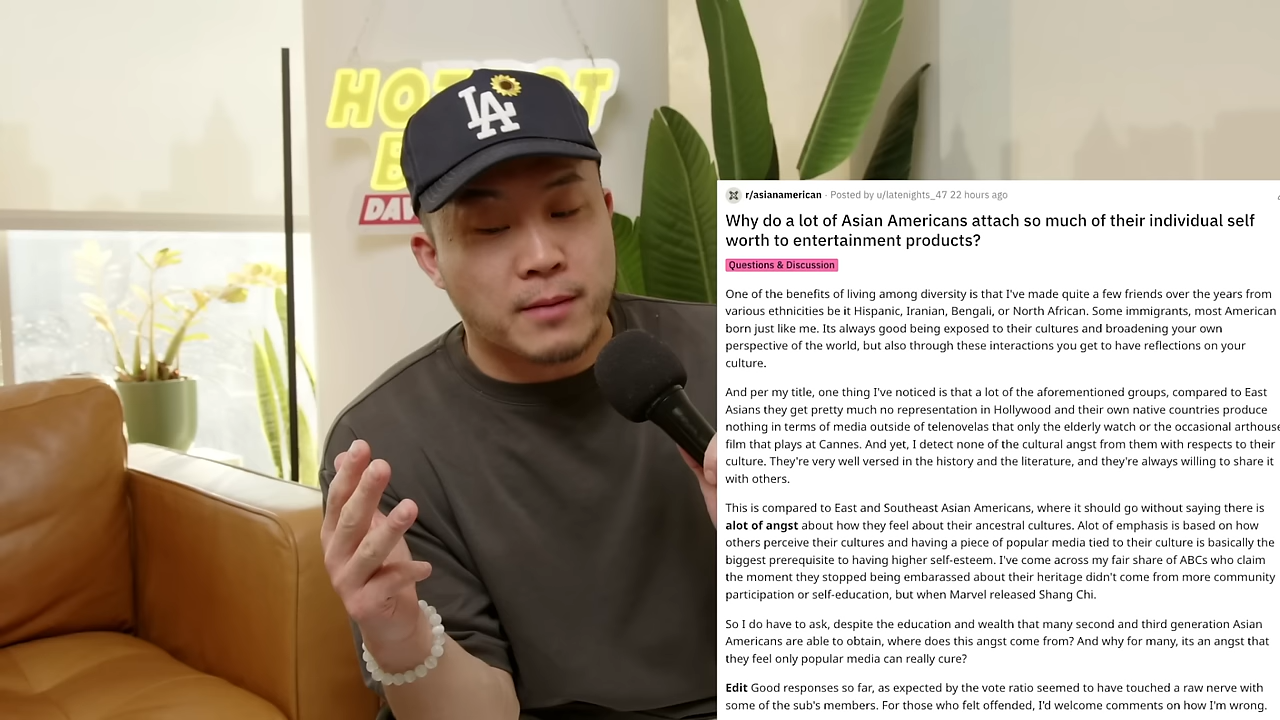 LA
r/asianamerican · Posted by u/latenights_47 22 hours ago
Why do a lot of Asian Americans attach so much of their individual self
worth to entertainment products?
Questions & Discussion
One of the benefits of living among diversity is that I've made quite a few friends over the years from
various ethnicities be it Hispanic, Iranian, Bengali, or North African. Some immigrants, most American
born just like me. Its always good being exposed to their cultures and broadening your own
perspective of the world, but also through these interactions you get to have reflections on your
culture.
And per my title, one thing I've noticed is that a lot of the aforementioned groups, compared to East
Asians they get pretty much no representation in Hollywood and their own native countries produce
nothing in terms of media outside of telenovelas that only the elderly watch or the occasional arthouse
film that plays at Cannes. And yet, I detect none of the cultural angst from them with respects to their
culture. They're very well versed in the history and the literature, and they're always willing to share it
with others.
This is compared to East and Southeast Asian Americans, where it should go without saying there is
alot of angst about how they feel about their ancestral cultures. Alot of emphasis is based on how
others perceive their cultures and having a piece of popular media tied to their culture is basically the
biggest prerequisite to having higher self-esteem. I've come across my fair share of ABCs who claim
the moment they stopped being embarassed about their heritage didn't come from more community
participation or self-education, but when Marvel released Shang Chi.
So I do have to ask, despite the education and wealth that many second and third generation Asian
Americans are able to obtain, where does this angst come from? And why for many, its an angst that
they feel only popular media can really cure?
Edit Good responses so far, as expected by the vote ratio seemed to have touched a raw nerve with
some of the sub's members. For those who felt offended, I'd welcome comments on how I'm wrong.